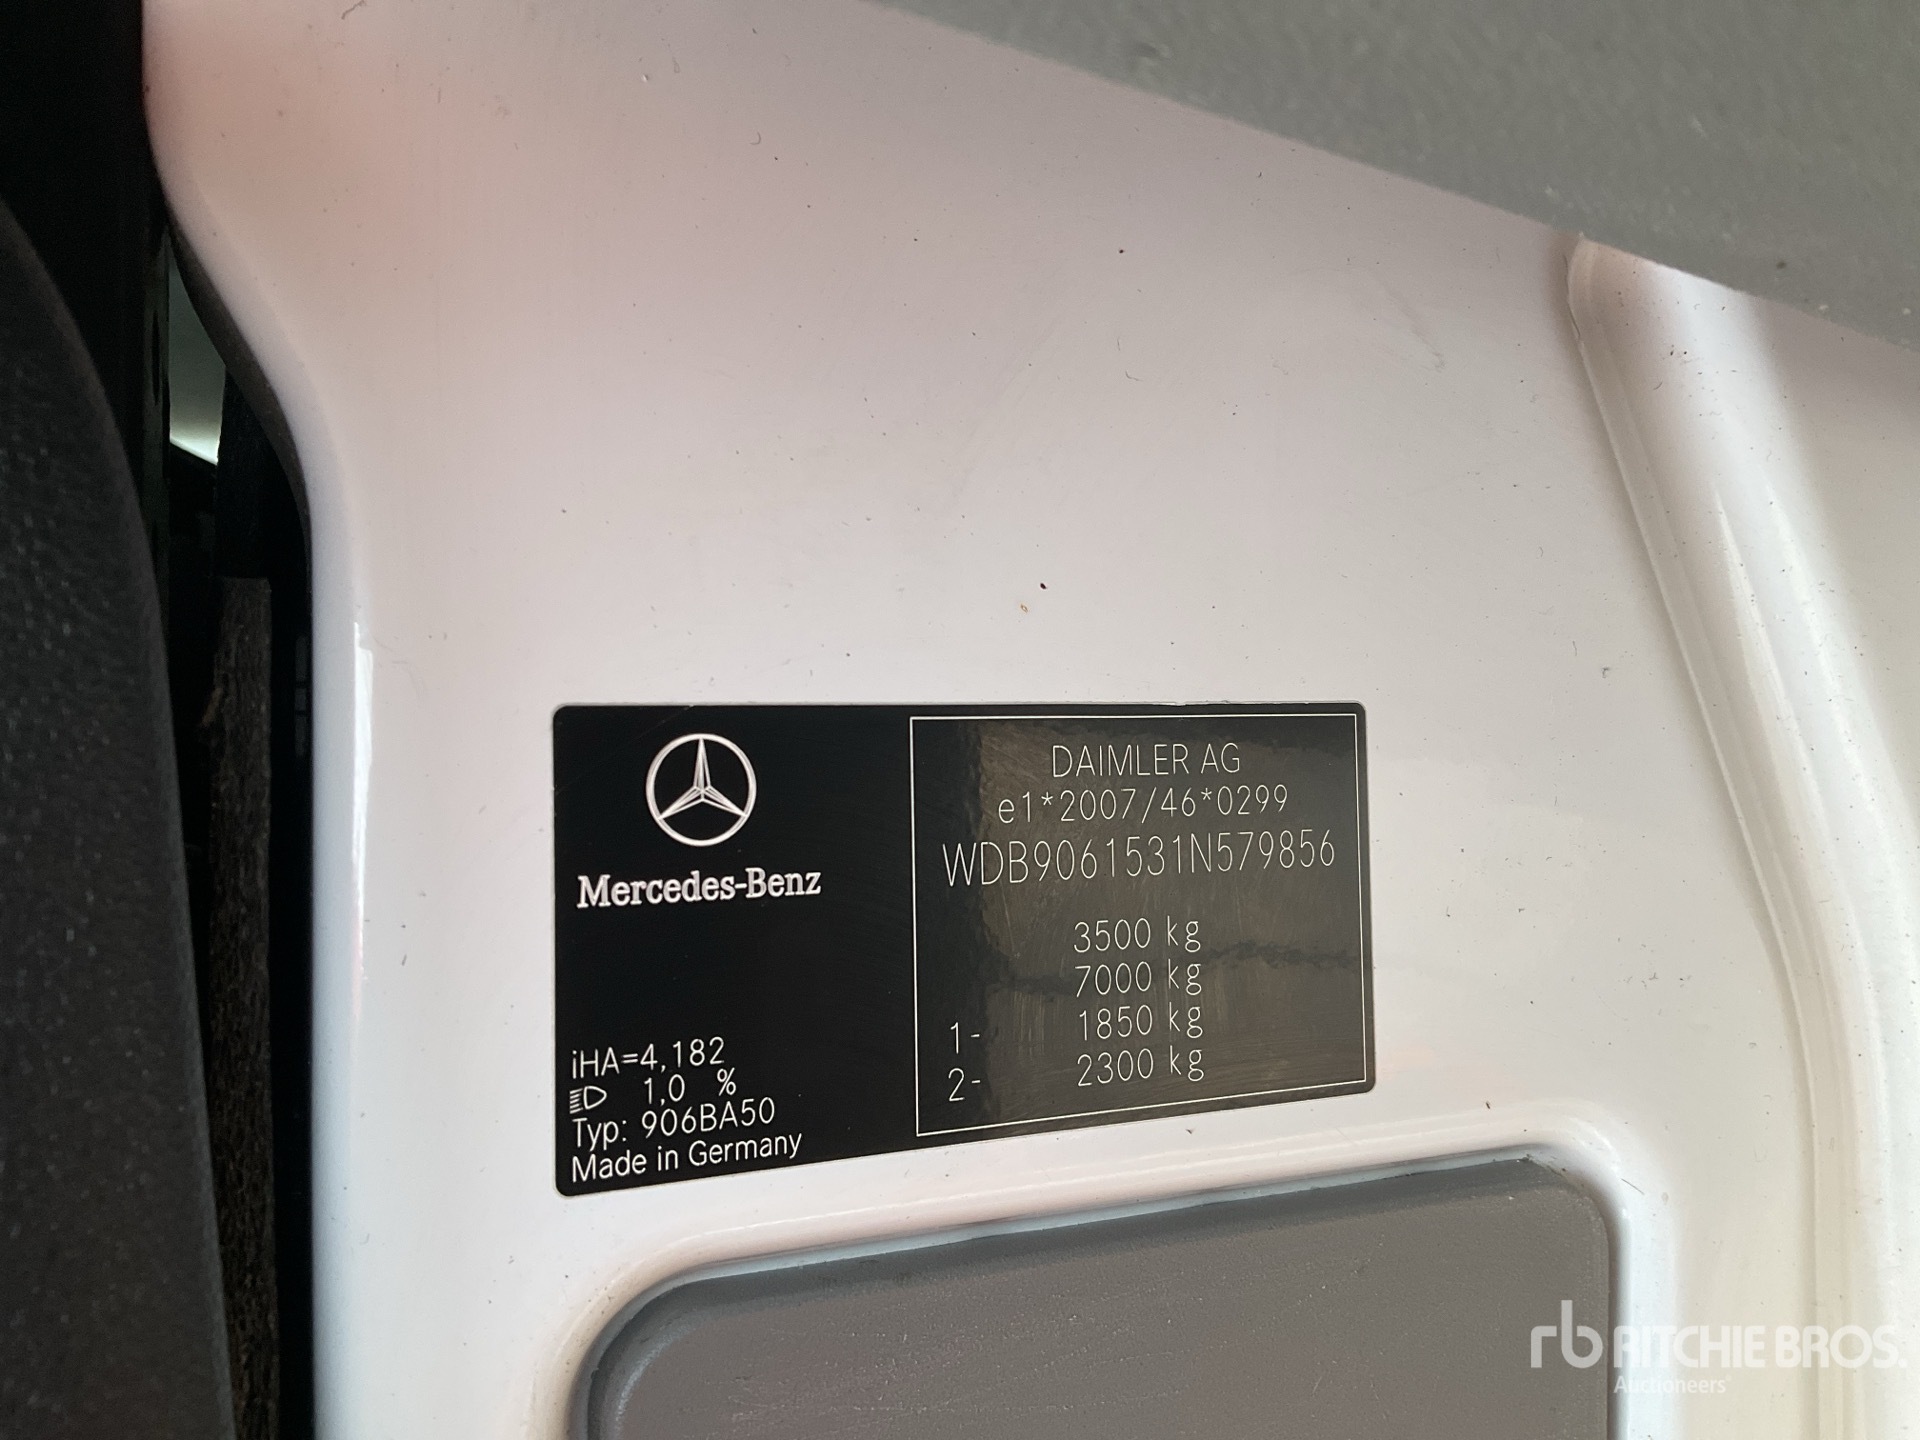 Mercedes-Benz
iHA=4,182
1,0 %
Typ: 906BA50
Made in Germany
DAIMLER AG
e1*2007/46*0299
WDB9061531N579856
3500 kg
7000 kg
1- 1850 kg
2- 2300 kg
rb RITCHIE BROS.
Auctioneers